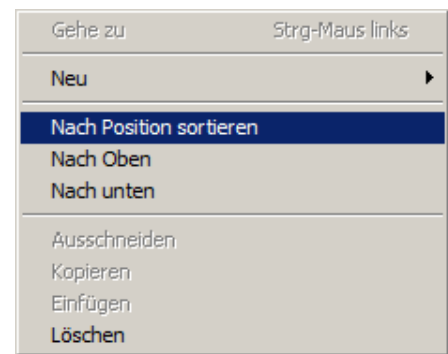 Gehe zu Strg-Maus links
Neu
Nach Position sortieren
Nach Oben
Nach unten
Ausschneiden
Kopieren
Einfügen
Löschen